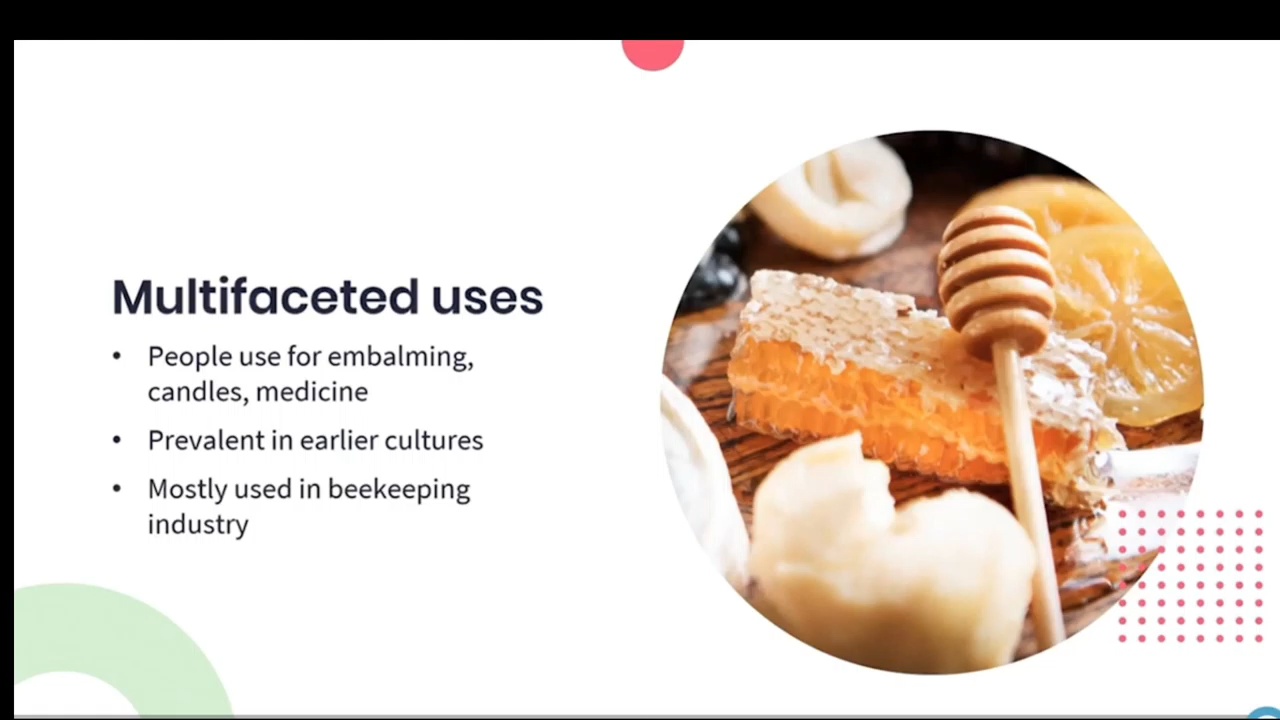 Multifaceted uses
• People use for embalming,
candles, medicine
• Prevalent in earlier cultures
• Mostly used in beekeeping
industry